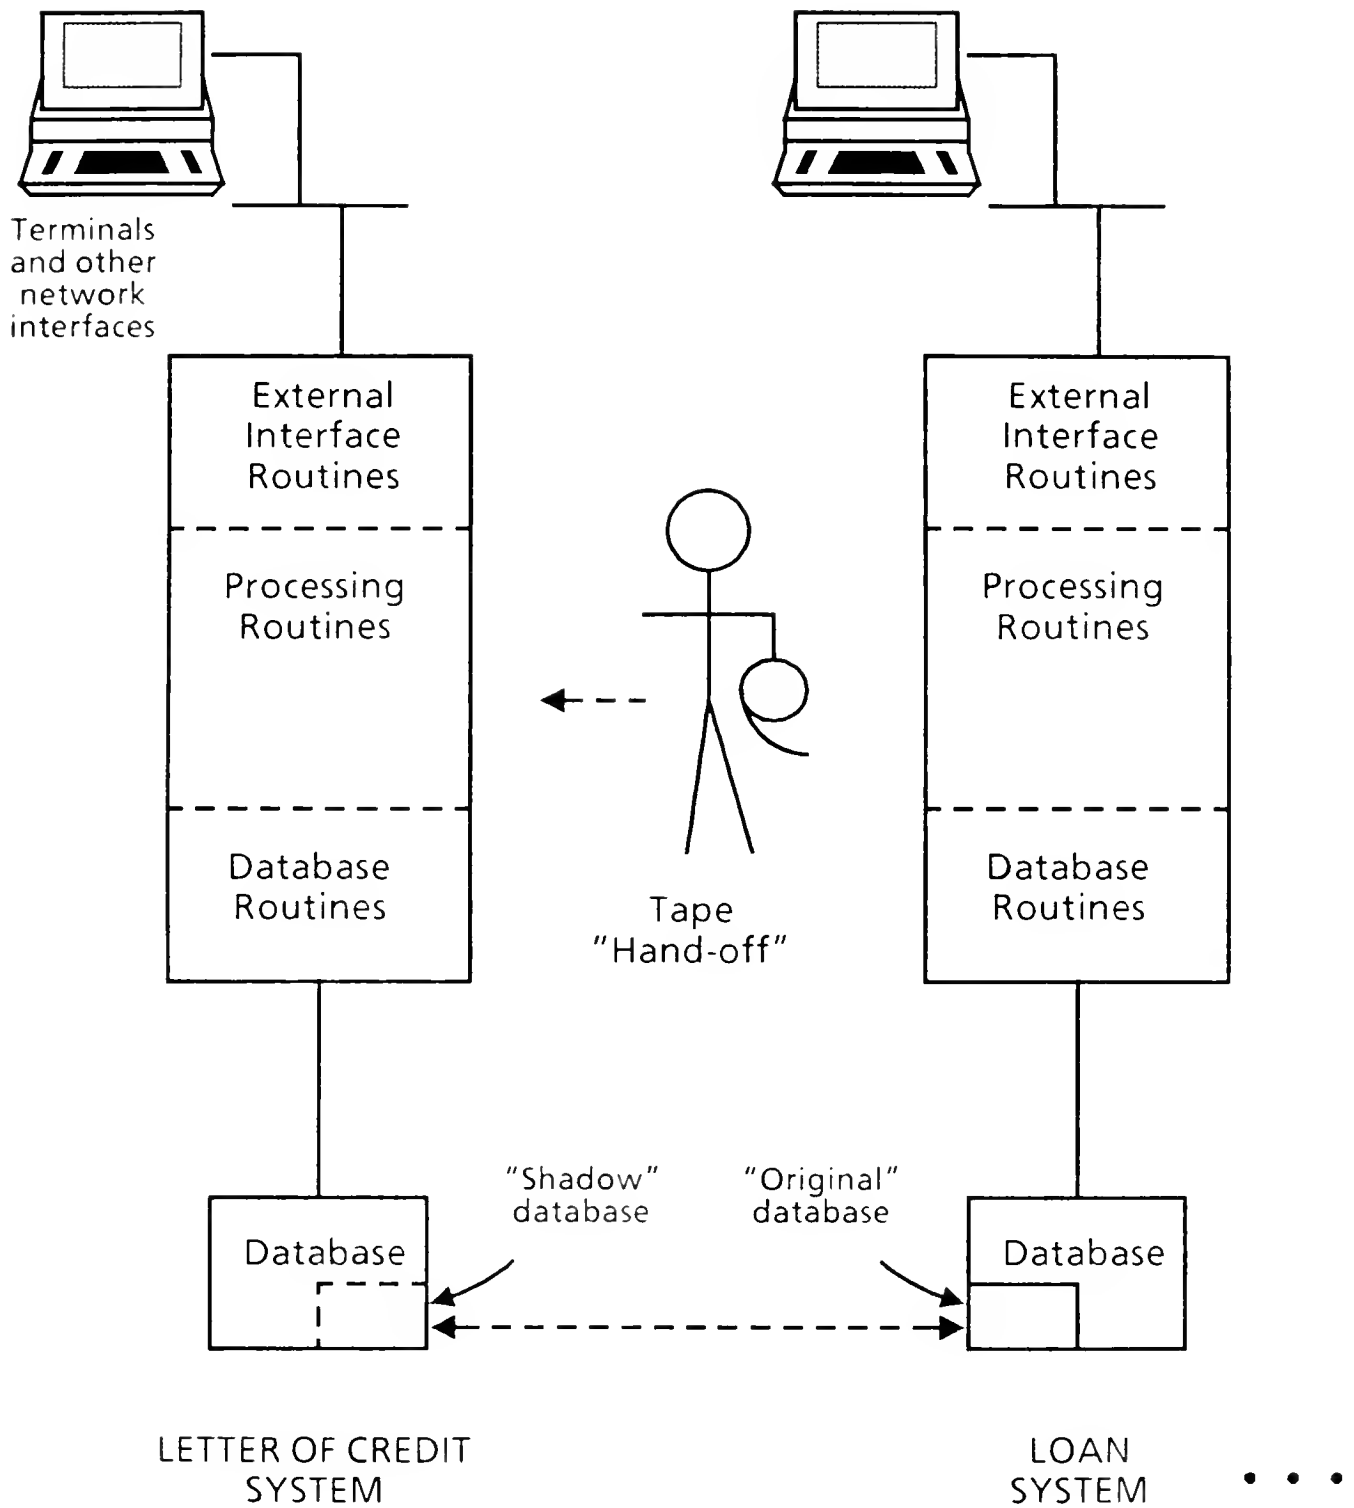 Terminals
and other
network
interfaces
External
Interface
Routines
Processing
Routines
Database
Routines
Tape
"Hand-off"
External
Interface
Routines
Processing
Routines
Database
Routines
"Shadow"
database
"Original"
database
Database
Database
LETTER OF CREDIT
SYSTEM
LOAN
SYSTEM
. . .